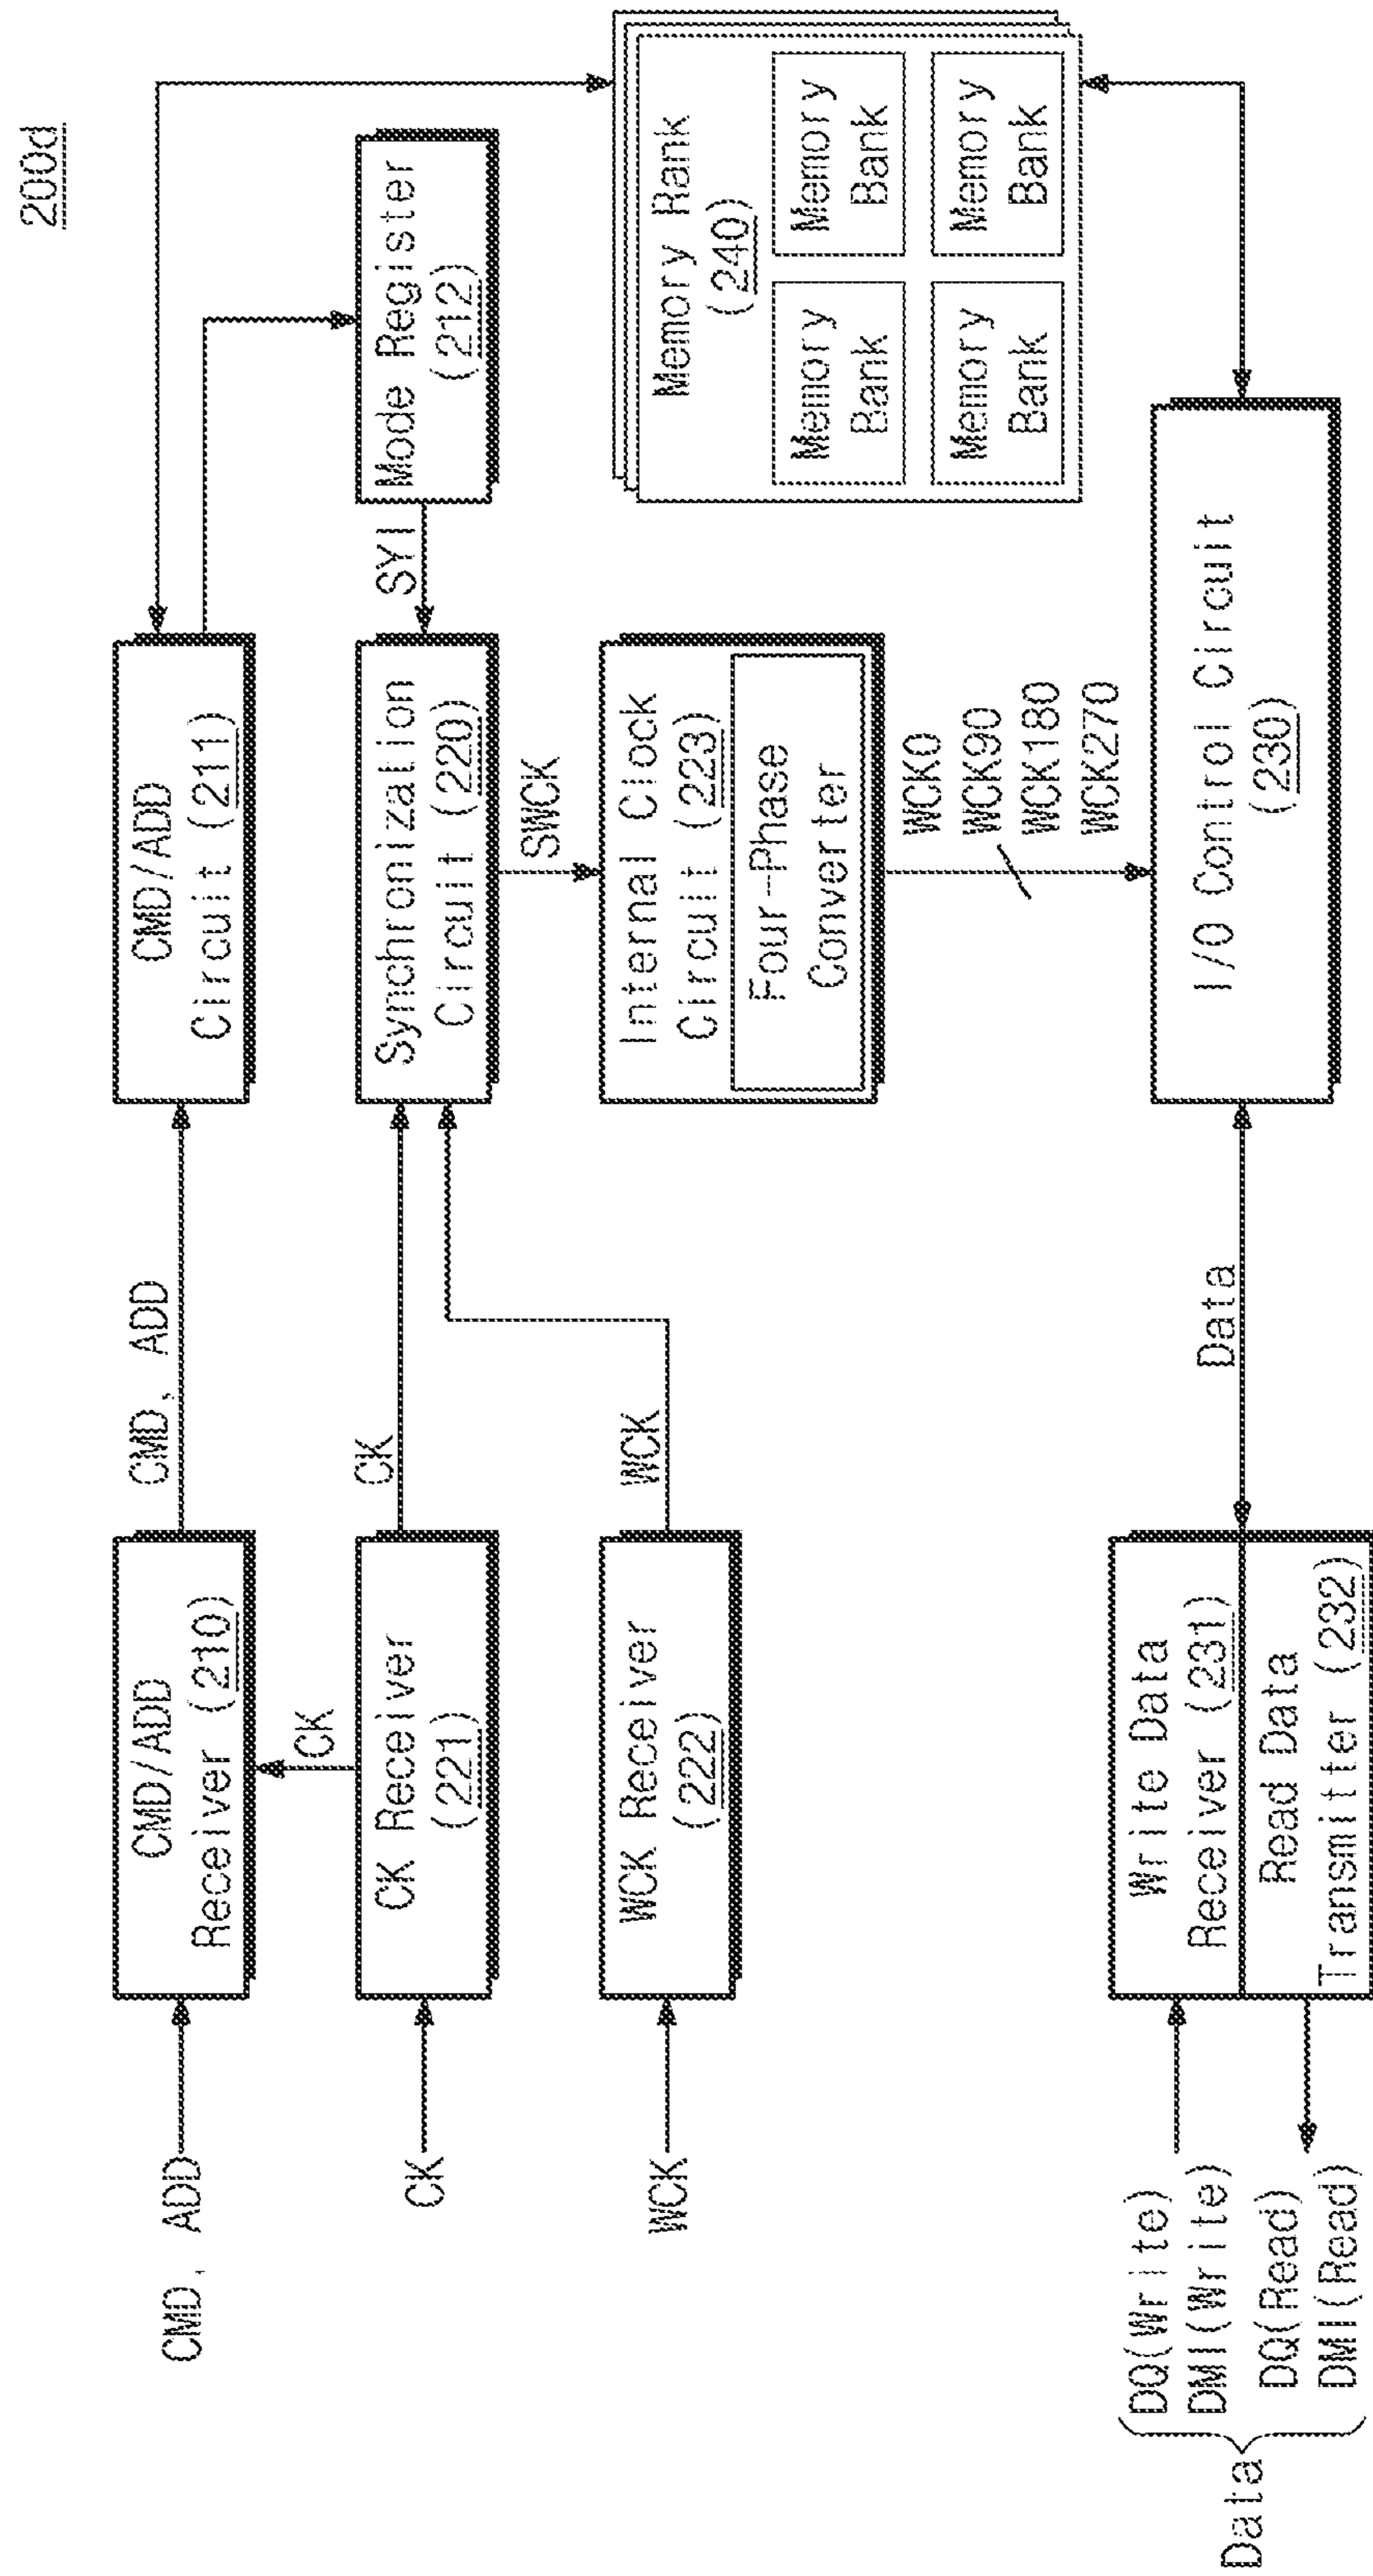 200d
CMD, ADD
CMD/ADD
Receiver (210)
CMD, ADD
CMD/ADD
Circuit (211)
CK
CK
CK Receiver
(221)
CK
Synchronization
Circuit (220)
SYI
Mode Register
(212)
WCK
WCK Receiver
(222)
WCK
SWCK
Internal Clock
Circuit (223)
Four-Phase
Converter
WCK0
WCK90
WCK180
WCK270
Memory Rank
(240)
Memory
Bank
Memory
Bank
Memory
Bank
Memory
Bank
Data
DQ(Write)
DMI(Write)
DQ(Read)
DMI(Read)
Write Data
Receiver (231)
Read Data
Transmitter (232)
Data
I/O Control Circuit
(230)